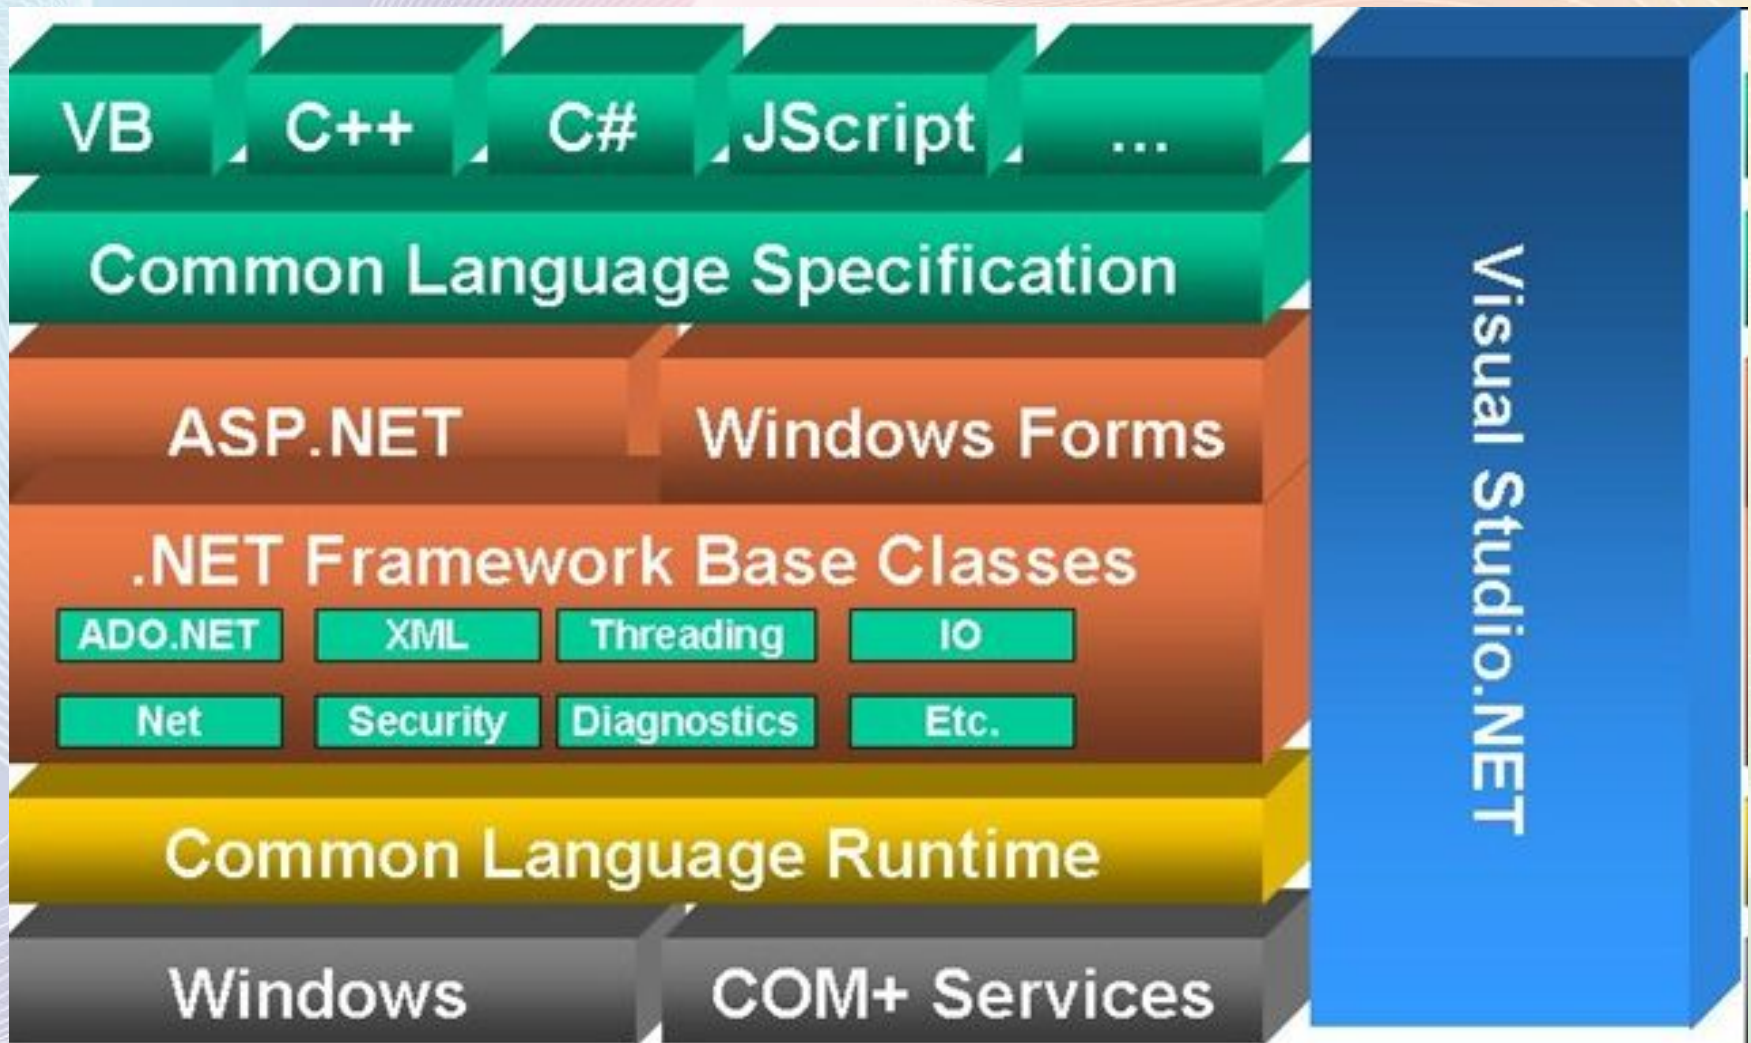 VB C++ C# JScript ...
Common Language Specification
ASP.NET Windows Forms
.NET Framework Base Classes
ADO.NET XML Threading IO
Net Security Diagnostics Etc.
Common Language Runtime
Windows COM+ Services
Visual Studio.NET